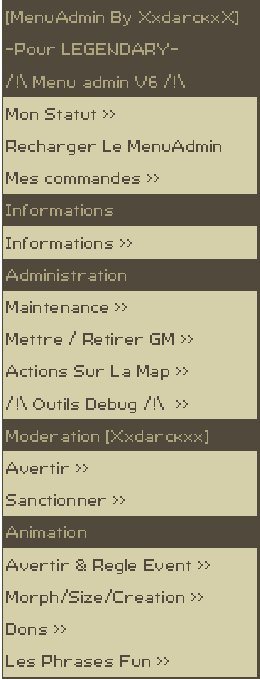 [MenuAdmin By XxdarcкxX]
-Pour LEGENDARY-
/!\ Menu admin V6 /!\
Mon Statut >>
Recharger Le MenuAdmin
Mes commandes >>
Informations
Informations >>
Administration
Maintenance >>
Mettre / Retirer GM >>
Actions Sur La Map >>
/!\ Outils Debug /!\ >>
Moderation [Xxdarcкxx]
Avertir >>
Sanctionner >>
Animation
Avertir & Regle Event >>
Morph/Size/Creation >>
Dons >>
Les Phrases Fun >>